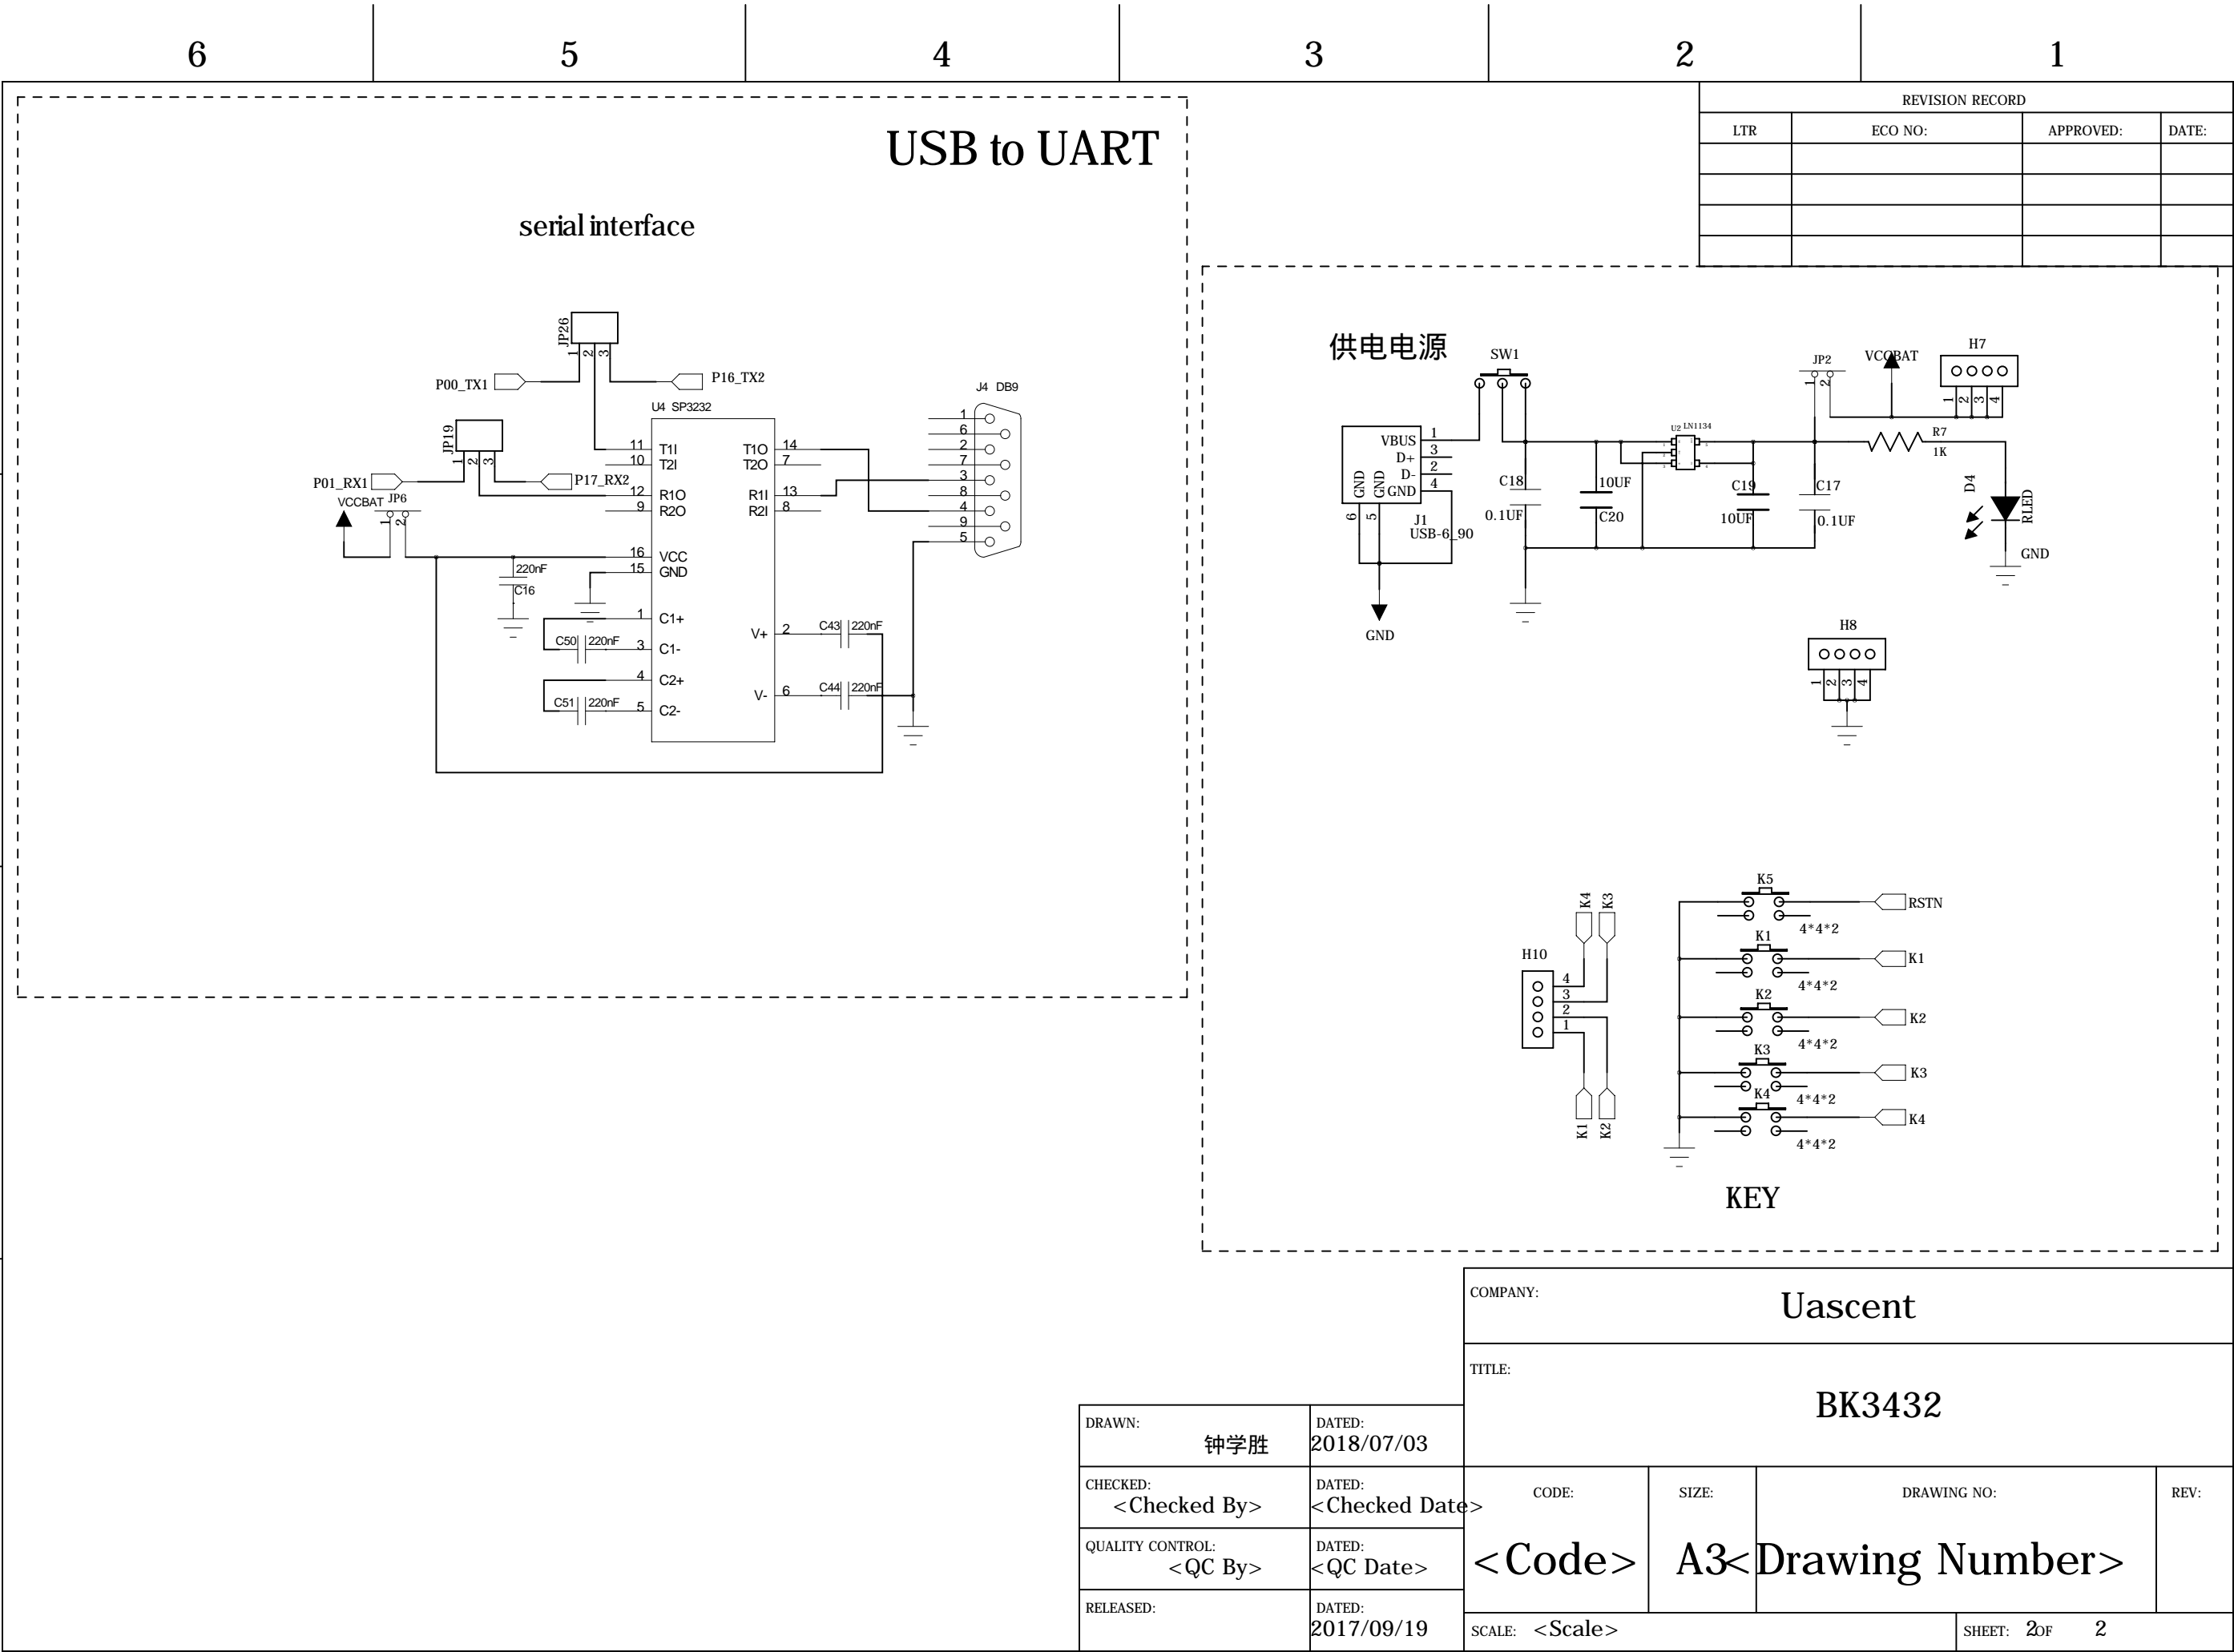 6 5 4 3 2 1
REVISION RECORD
LTR ECO NO: APPROVED: DATE:
USB to UART
serial interface
JP26
1 2 3
P00_TX1
P16_TX2
JP19
1 2 3
P01_RX1
P17_RX2
VCCBAT
JP6
1 2
U4 SP3232
11 T1I
10 T2I
12 R1O
9 R2O
16 VCC
15 GND
1 C1+
3 C1-
4 C2+
5 C2-
T1O 14
T2O 7
R1I 13
R2I 8
V+ 2
V- 6
220nF
C16
C50 220nF
C51 220nF
C43 220nF
C44 220nF
J4 DB9
1
6
2
7
3
8
4
9
5
供电电源
SW1
VBUS 1
D+ 3
D- 2
GND 4
GND GND
6 5
J1
USB-6_90
GND
C18
0.1UF
10UF
C20
U2 LN1134
C19
10UF
C17
0.1UF
JP2
1 2
VCCBAT
H7
1 2 3 4
R7
1K
D4
RLED
GND
H8
1 2 3 4
K4 K3
H10
4
3
2
1
K1 K2
K5
RSTN
4*4*2
K1
K1
4*4*2
K2
K2
4*4*2
K3
K3
4*4*2
K4
K4
4*4*2
KEY
COMPANY:
Uascent
TITLE:
BK3432
DRAWN:
钟学胜
DATED:
2018/07/03
CHECKED:
<Checked By>
DATED:
<Checked Date>
QUALITY CONTROL:
<QC By>
DATED:
<QC Date>
RELEASED:
DATED:
2017/09/19
CODE:
<Code>
SIZE:
A3
DRAWING NO:
<Drawing Number>
REV:
SCALE: <Scale>
SHEET: 2 OF 2